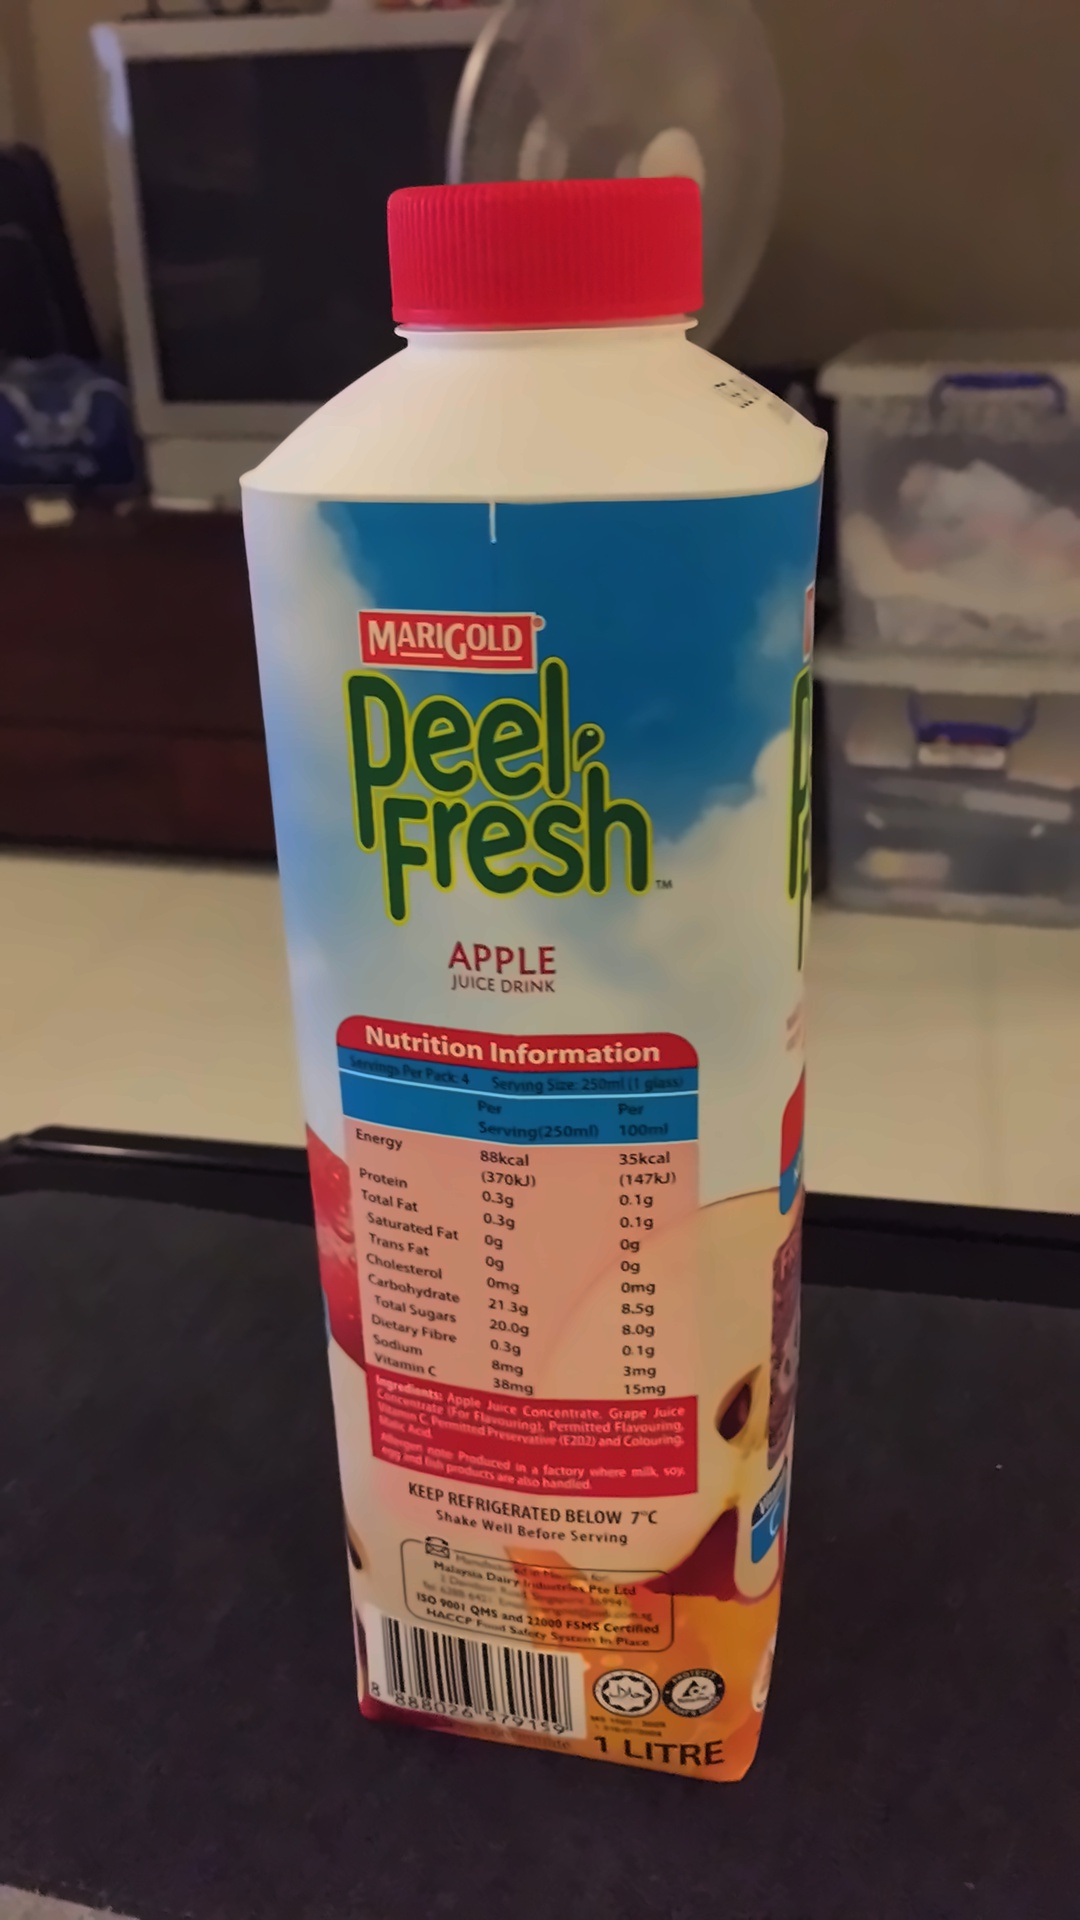 MARIGOLD®
Peel
Fresh™
APPLE
JUICE DRINK
Nutrition Information
Servings Per Pack: 4 Serving Size: 250ml (1 glass)
Per Per
Serving(250ml) 100ml
Energy 88kcal 35kcal
(370kJ) (147kJ)
Protein 0.3g 0.1g
Total Fat 0.3g 0.1g
Saturated Fat 0g 0g
Trans Fat 0g 0g
Cholesterol 0mg 0mg
Carbohydrate 21.3g 8.5g
Total Sugars 20.0g 8.0g
Dietary Fibre 0.3g 0.1g
Sodium 8mg 3mg
Vitamin C 38mg 15mg
Ingredients: Apple Juice Concentrate, Grape Juice
Concentrate (For Flavouring), Permitted Flavouring,
Vitamin C, Permitted Preservative (E202) and Colouring,
Malic Acid.
Allergen note: Produced in a factory where milk, soy,
egg and fish products are also handled.
KEEP REFRIGERATED BELOW 7°C
Shake Well Before Serving
Malaysia Dairy Industries Pte Ltd
ISO 9001 QMS and 22000 FSMS Certified
HACCP Food Safety System In Place
8 888026 579159
حلال
PROTECTS
1 LITRE